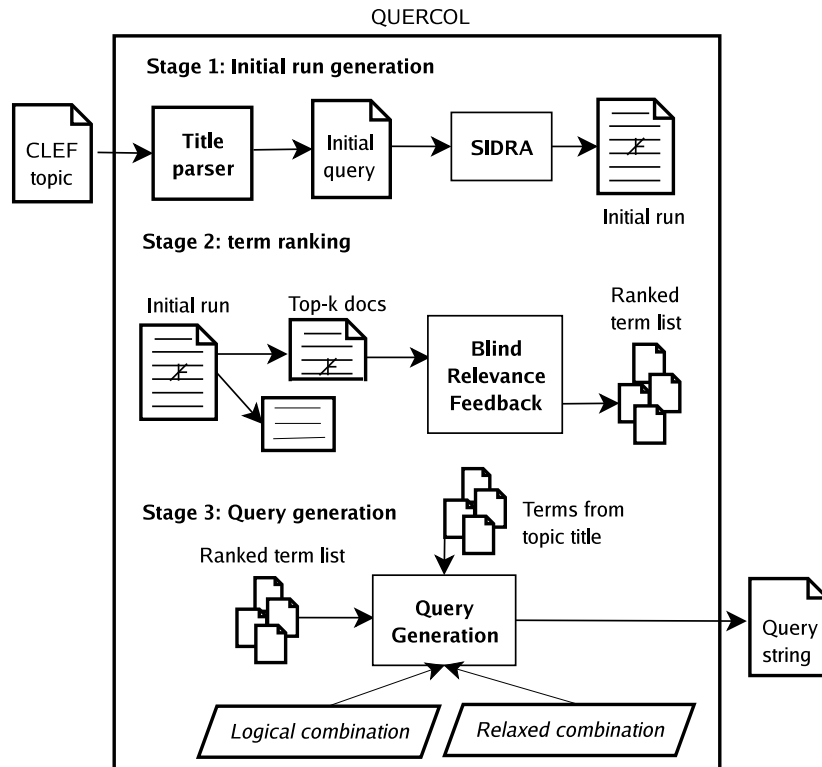 QUERCOL
Stage 1: Initial run generation
CLEF
topic
Title
parser
Initial
query
SIDRA
Initial run
Stage 2: term ranking
Initial run
Top-k docs
Blind
Relevance
Feedback
Ranked
term list
Stage 3: Query generation
Terms from
topic title
Ranked term list
Query
Generation
Query
string
Logical combination
Relaxed combination